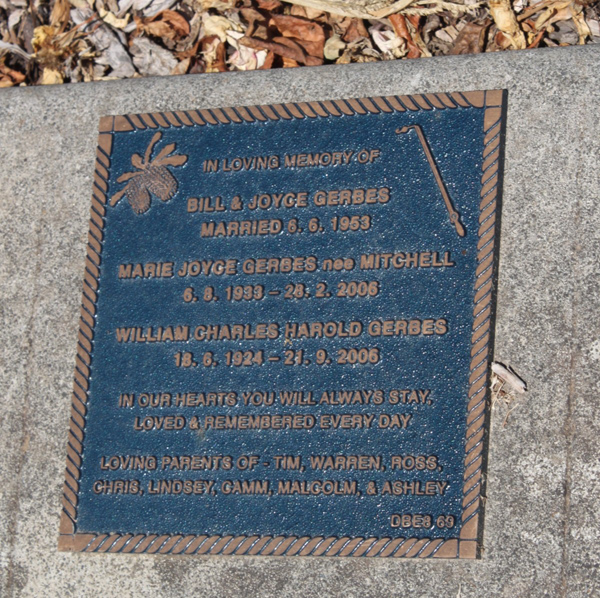 IN LOVING MEMORY OF
BILL & JOYCE GERBES
MARRIED 6. 6. 1953
MARIE JOYCE GERBES nee MITCHELL
6. 8. 1933 - 28. 2. 2006
WILLIAM CHARLES HAROLD GERBES
18. 6. 1924 - 21. 9. 2006
IN OUR HEARTS YOU WILL ALWAYS STAY,
LOVED & REMEMBERED EVERY DAY
LOVING PARENTS OF - TIM, WARREN, ROSS,
CHRIS, LINDSEY, CAMM, MALCOLM, & ASHLEY